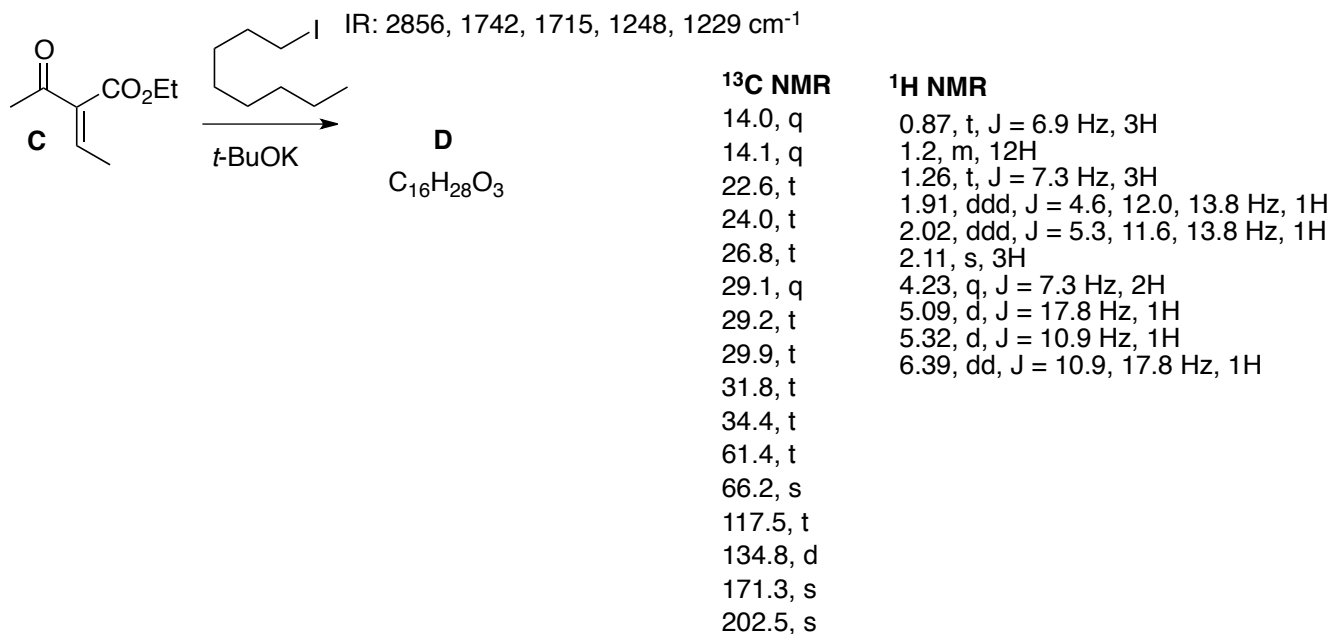 IR: 2856, 1742, 1715, 1248, 1229 cm-1
I
O
CO2Et
C
t-BuOK
D
C16H28O3
13C NMR
14.0, q
14.1, q
22.6, t
24.0, t
26.8, t
29.1, q
29.2, t
29.9, t
31.8, t
34.4, t
61.4, t
66.2, s
117.5, t
134.8, d
171.3, s
202.5, s
1H NMR
0.87, t, J = 6.9 Hz, 3H
1.2, m, 12H
1.26, t, J = 7.3 Hz, 3H
1.91, ddd, J = 4.6, 12.0, 13.8 Hz, 1H
2.02, ddd, J = 5.3, 11.6, 13.8 Hz, 1H
2.11, s, 3H
4.23, q, J = 7.3 Hz, 2H
5.09, d, J = 17.8 Hz, 1H
5.32, d, J = 10.9 Hz, 1H
6.39, dd, J = 10.9, 17.8 Hz, 1H